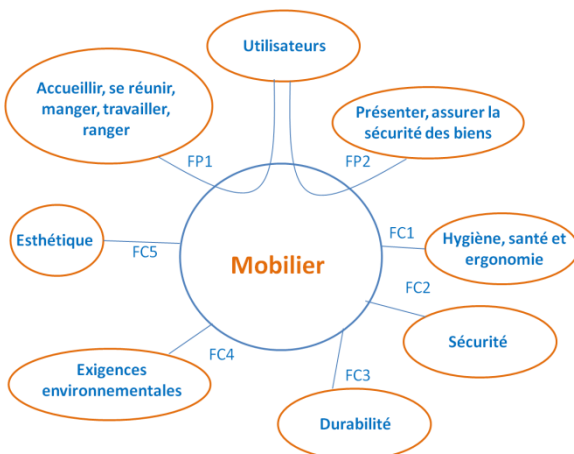 Utilisateurs
Accueillir, se réunir,
manger, travailler,
ranger
Présenter, assurer la
sécurité des biens
FP1
FP2
FC1
Esthétique
FC5
Hygiène, santé et
ergonomie
Mobilier
FC2
Sécurité
FC4
Exigences
environnementales
FC3
Durabilité